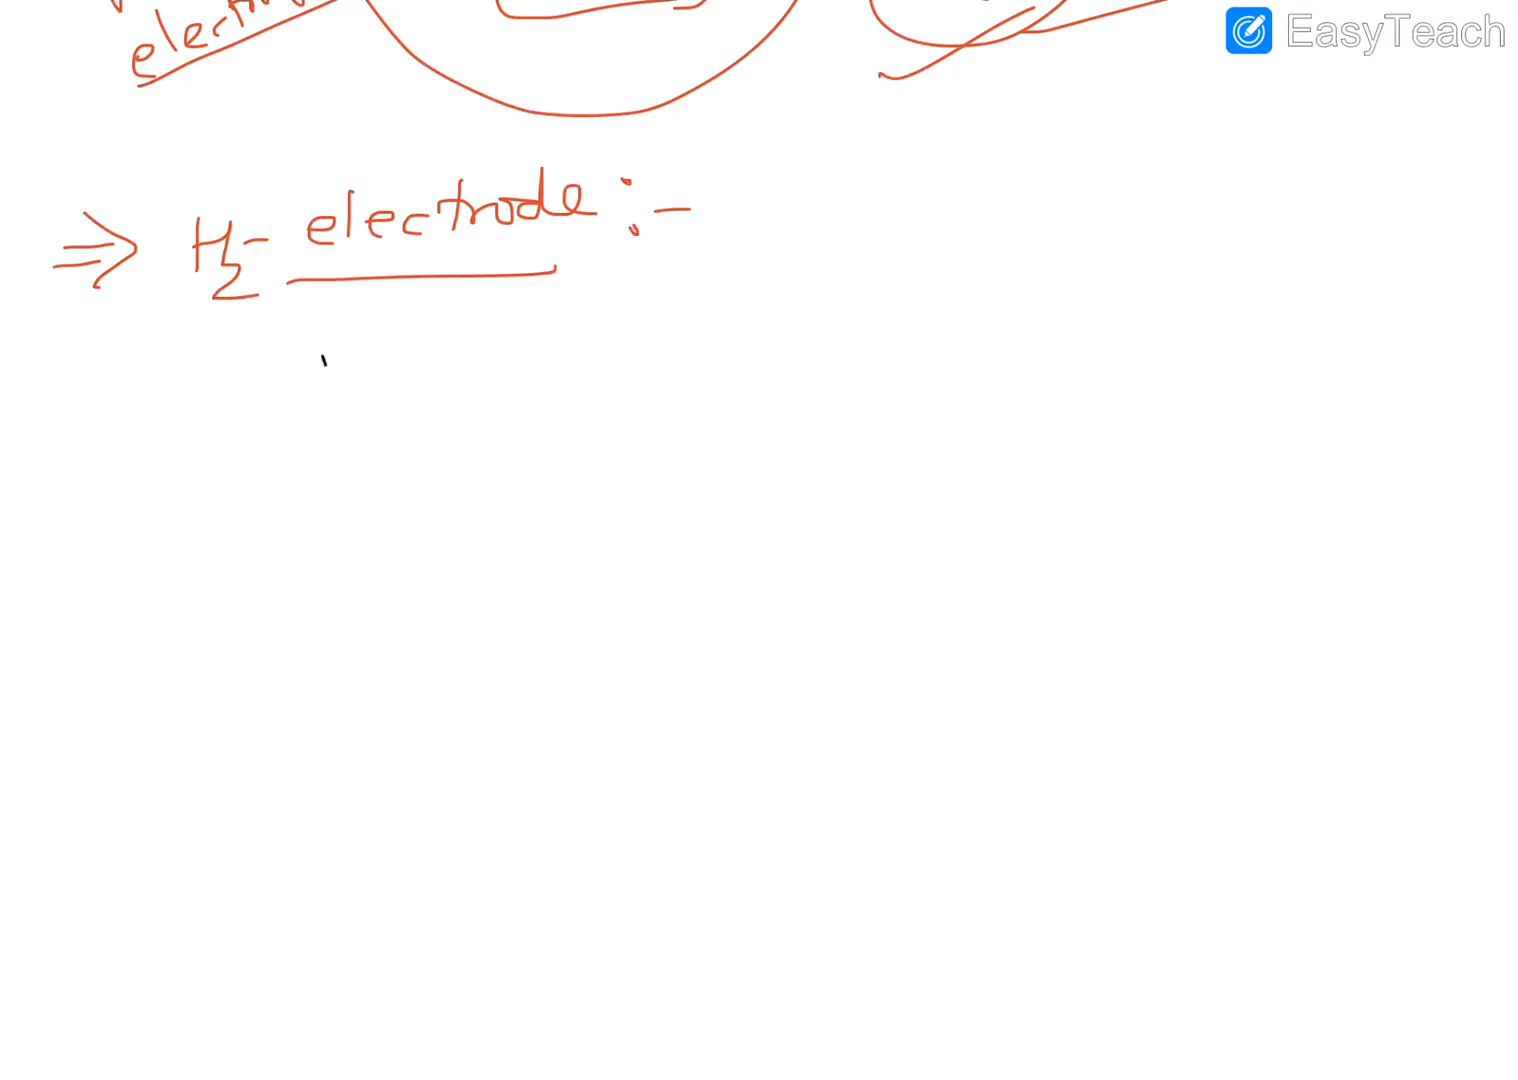 EasyTeach
⇒ H₂- electrode :-